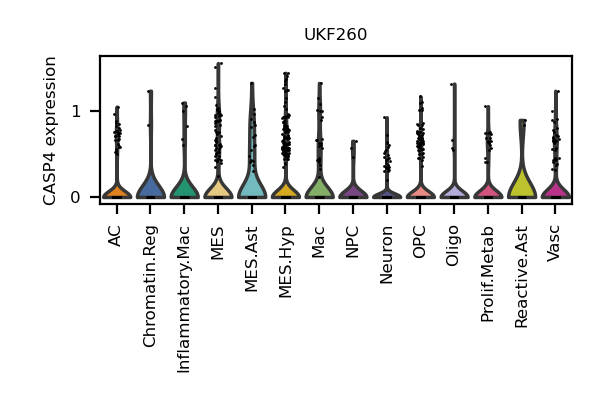 UKF260
CASP4 expression
1
0
AC
Chromatin.Reg
Inflammatory.Mac
MES
MES.Ast
MES.Hyp
Mac
NPC
Neuron
OPC
Oligo
Prolif.Metab
Reactive.Ast
Vasc